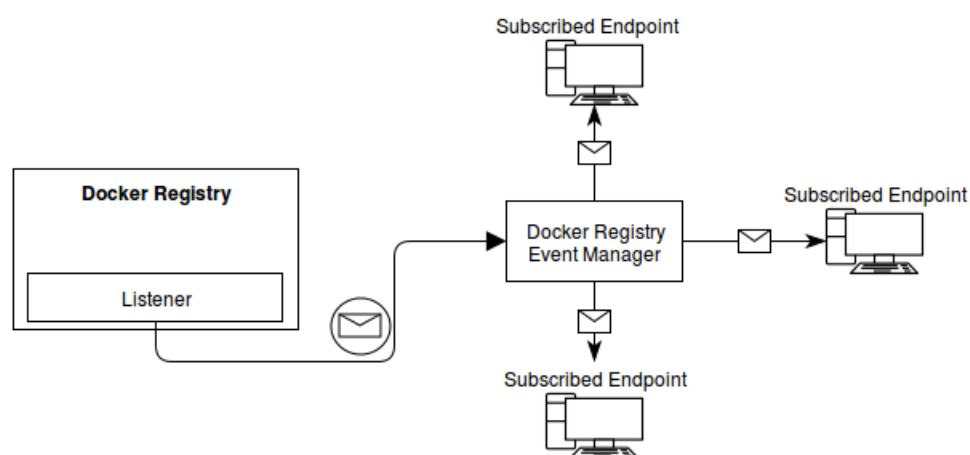 Subscribed Endpoint
Docker Registry
Subscribed Endpoint
Docker Registry
Event Manager
Listener
Subscribed Endpoint